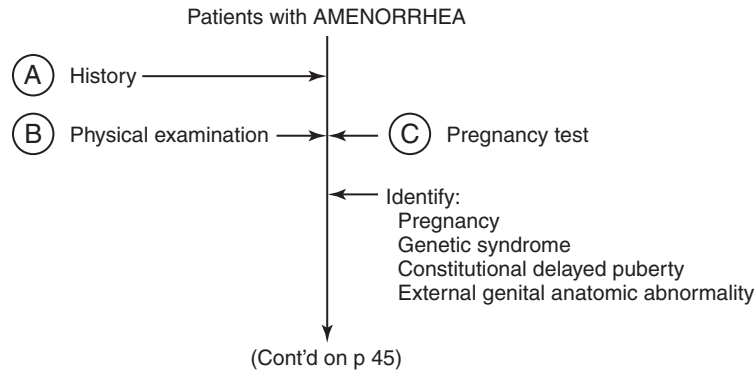 Patients with AMENORRHEA
A History
B Physical examination
C Pregnancy test
Identify:
Pregnancy
Genetic syndrome
Constitutional delayed puberty
External genital anatomic abnormality
(Cont'd on p 45)